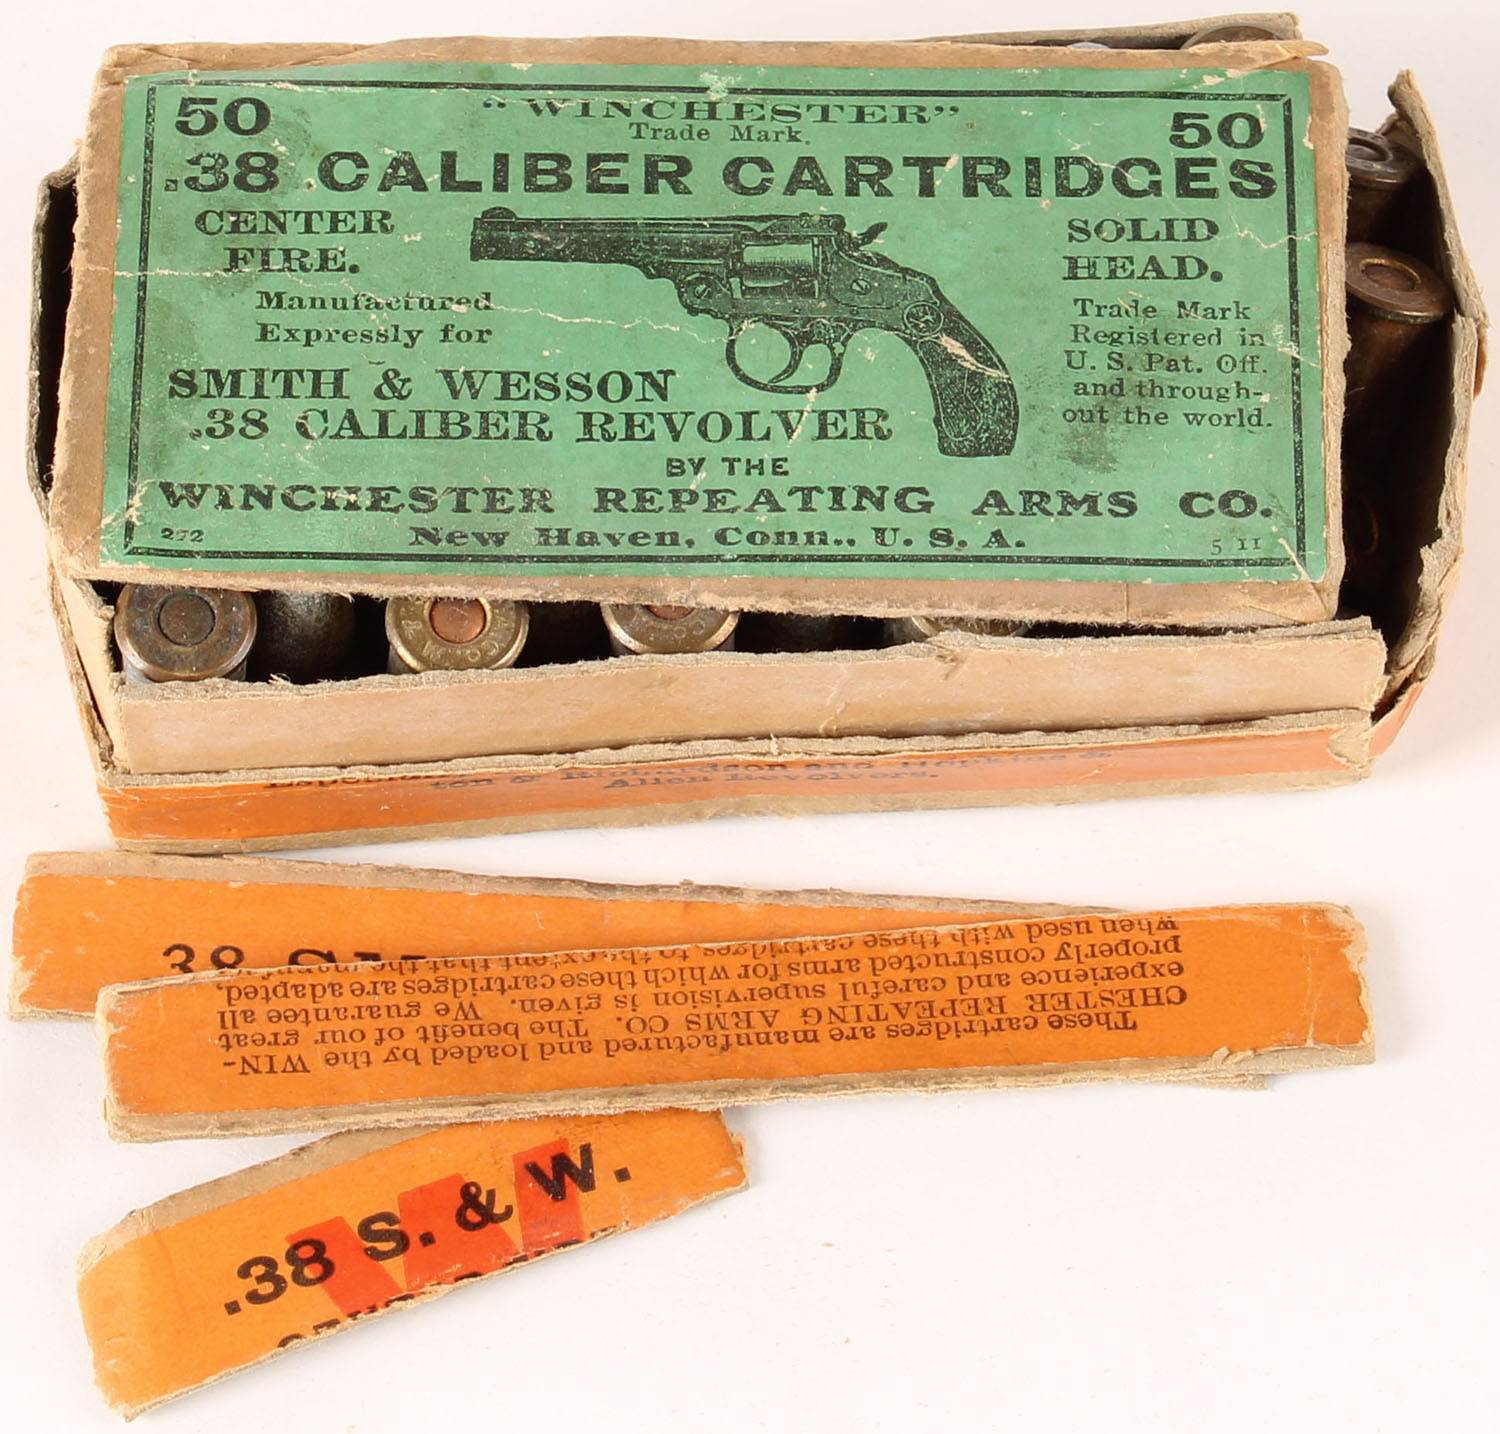 50 "WINCHESTER" 50
Trade Mark.
.38 CALIBER CARTRIDGES
CENTER
FIRE.
Manufactured
Expressly for
SMITH & WESSON
.38 CALIBER REVOLVER
SOLID
HEAD.
Trade Mark
Registered in
U. S. Pat. Off.
and through-
out the world.
BY THE
WINCHESTER REPEATING ARMS CO.
New Haven, Conn., U. S. A.
272
5 11
ton & Richardson and Hopkins &
Allen Revolvers.
38
These cartridges are manufactured and loaded by the WIN-
CHESTER REPEATING ARMS CO. The benefit of our great
experience and careful supervision is given. We guarantee all
properly constructed arms for which these cartridges are adapted,
when used with these cartridges to the extent that the
.38 S. & W.
W